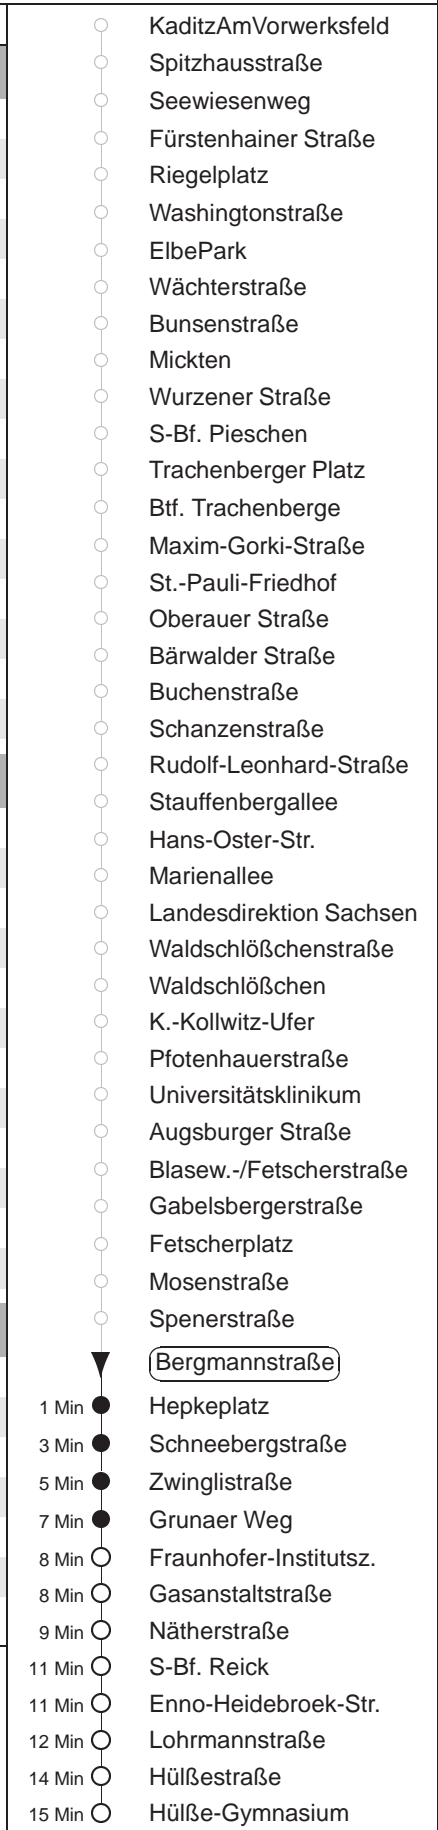 KaditzAmVorwerksfeld
Spitzhausstraße
Seewiesenweg
Fürstenhainer Straße
Riegelplatz
Washingtonstraße
ElbePark
Wächterstraße
Bunsenstraße
Mickten
Wurzener Straße
S-Bf. Pieschen
Trachenberger Platz
Btf. Trachenberge
Maxim-Gorki-Straße
St.-Pauli-Friedhof
Oberauer Straße
Bärwalder Straße
Buchenstraße
Schanzenstraße
Rudolf-Leonhard-Straße
Stauffenbergallee
Hans-Oster-Str.
Marienallee
Landesdirektion Sachsen
Waldschlößchenstraße
Waldschlößchen
K.-Kollwitz-Ufer
Pfotenhauerstraße
Universitätsklinikum
Augsburger Straße
Blasew.-/Fetscherstraße
Gabelsbergerstraße
Fetscherplatz
Mosenstraße
Spenerstraße
Bergmannstraße
1 Min Hepkeplatz
3 Min Schneebergstraße
5 Min Zwinglistraße
7 Min Grunaer Weg
8 Min Fraunhofer-Institutsz.
8 Min Gasanstaltstraße
9 Min Nätherstraße
11 Min S-Bf. Reick
11 Min Enno-Heidebroek-Str.
12 Min Lohrmannstraße
14 Min Hülßestraße
15 Min Hülße-Gymnasium